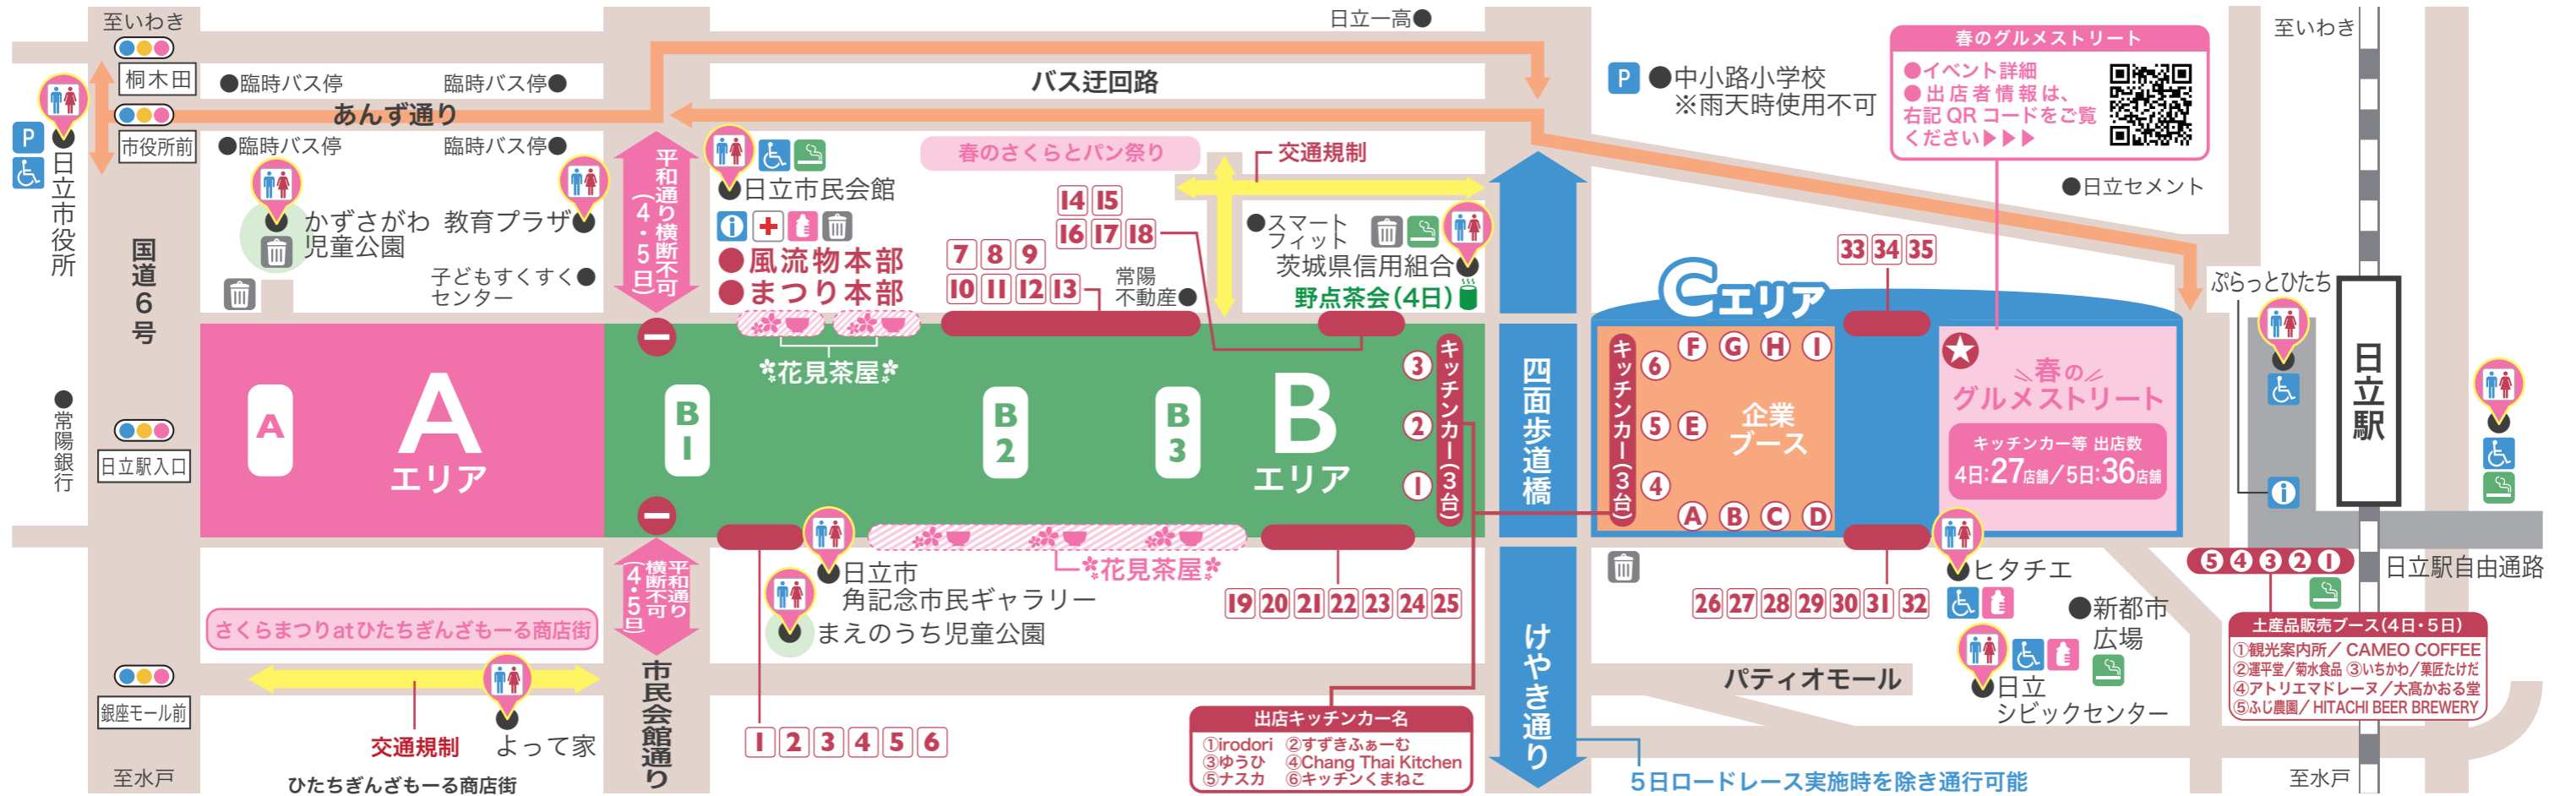 至いわき
桐木田
P
日立市役所
市役所前
国道6号
常陽銀行
日立駅入口
銀座モール前
至水戸
●臨時バス停
臨時バス停●
あんず通り
●臨時バス停
臨時バス停●
かずさがわ
児童公園
教育プラザ
子どもすくすく●
センター
A
A
エリア
さくらまつりatひたちぎんざもーる商店街
交通規制
よって家
ひたちぎんざもーる商店街
平和通り横断不可
(4・5日)
平和通り
横断不可
(4・5日)
市民会館通り
日立一高●
バス迂回路
日立市民会館
i
●風流物本部
●まつり本部
春のさくらとパン祭り
交通規制
14 15
16 17 18
7 8 9
10 11 12 13
常陽
不動産●
●スマート
フィット
茨城県信用組合
野点茶会(4日)
花見茶屋
B1
B2
B3
B
エリア
3
2
1
キッチンカー(3台)
日立市
角記念市民ギャラリー
まえのうち児童公園
花見茶屋
1 2 3 4 5 6
19 20 21 22 23 24 25
出店キッチンカー名
①irodori ②すずきふぁーむ
③ゆうひ ④Chang Thai Kitchen
⑤ナスカ ⑥キッチンくまねこ
四面歩道橋
けやき通り
5日ロードレース実施時を除き通行可能
P ●中小路小学校
※雨天時使用不可
春のグルメストリート
●イベント詳細
●出店者情報は、
右記QRコードをご覧
ください▶▶▶
●日立セメント
33 34 35
Cエリア
キッチンカー(3台)
6
5
4
F G H I
E
企業
ブース
A B C D
春の
グルメストリート
キッチンカー等 出店数
4日:27店舗/5日:36店舗
26 27 28 29 30 31 32
ヒタチエ
●新都市
広場
パティオモール
日立
シビックセンター
至いわき
ぷらっとひたち
i
日立駅
日立駅自由通路
5 4 3 2 1
土産品販売ブース(4日・5日)
①観光案内所/ CAMEO COFFEE
②運平堂/菊水食品 ③いちかわ/菓匠たけだ
④アトリエマドレーヌ/大髙かおる堂
⑤ふじ農園/ HITACHI BEER BREWERY
至水戸